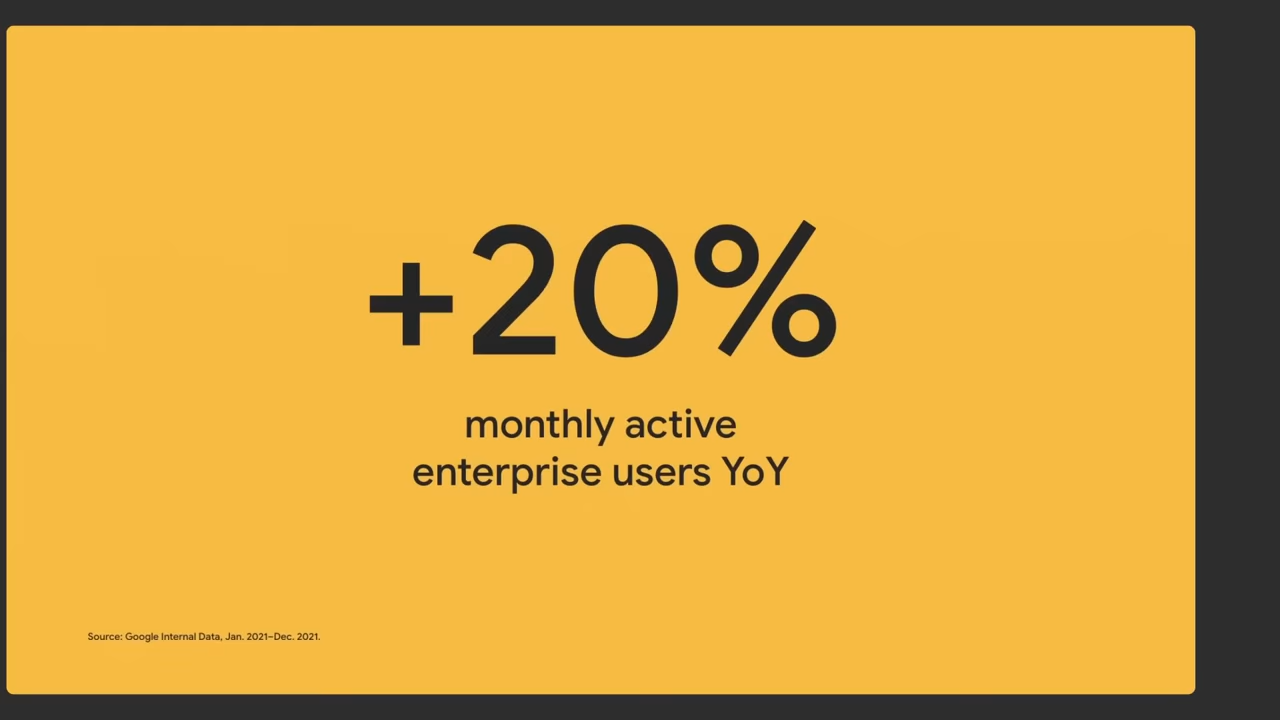 +20%
monthly active
enterprise users YoY
Source: Google Internal Data, Jan. 2021–Dec. 2021.